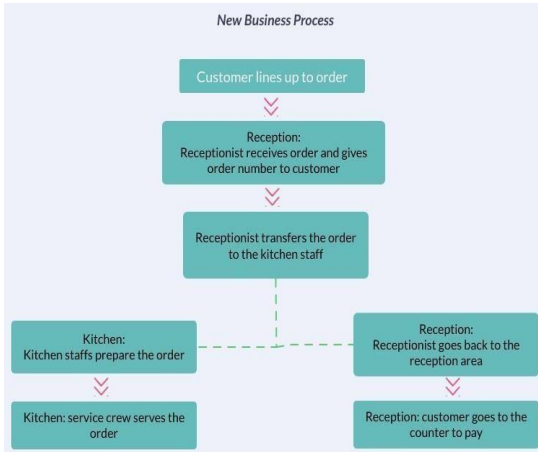 New Business Process
Customer lines up to order
Reception:
Receptionist receives order and gives
order number to customer
Receptionist transfers the order
to the kitchen staff
Kitchen:
Kitchen staffs prepare the order
Reception:
Receptionist goes back to the
reception area
Kitchen: service crew serves the
order
Reception: customer goes to the
counter to pay